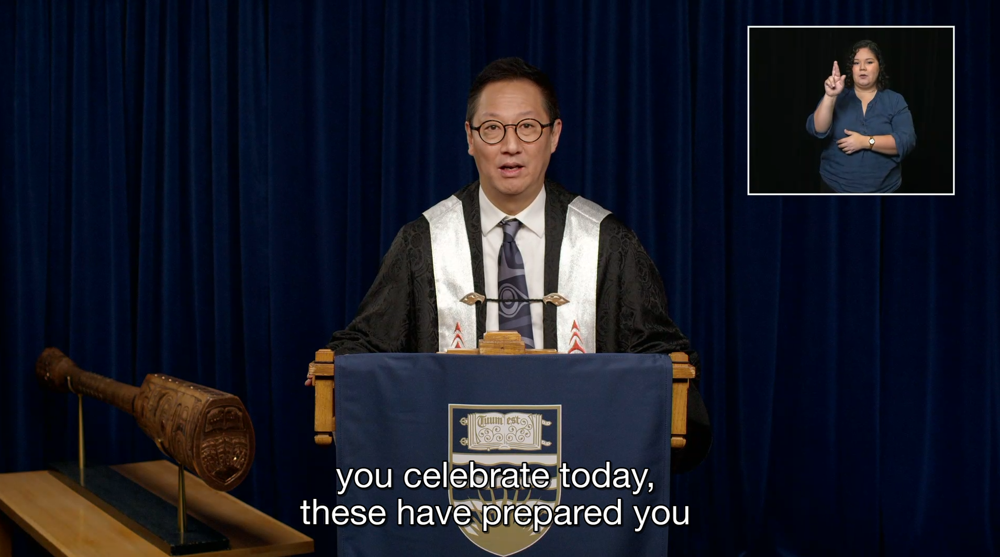 Tuum est
you celebrate today,
these have prepared you